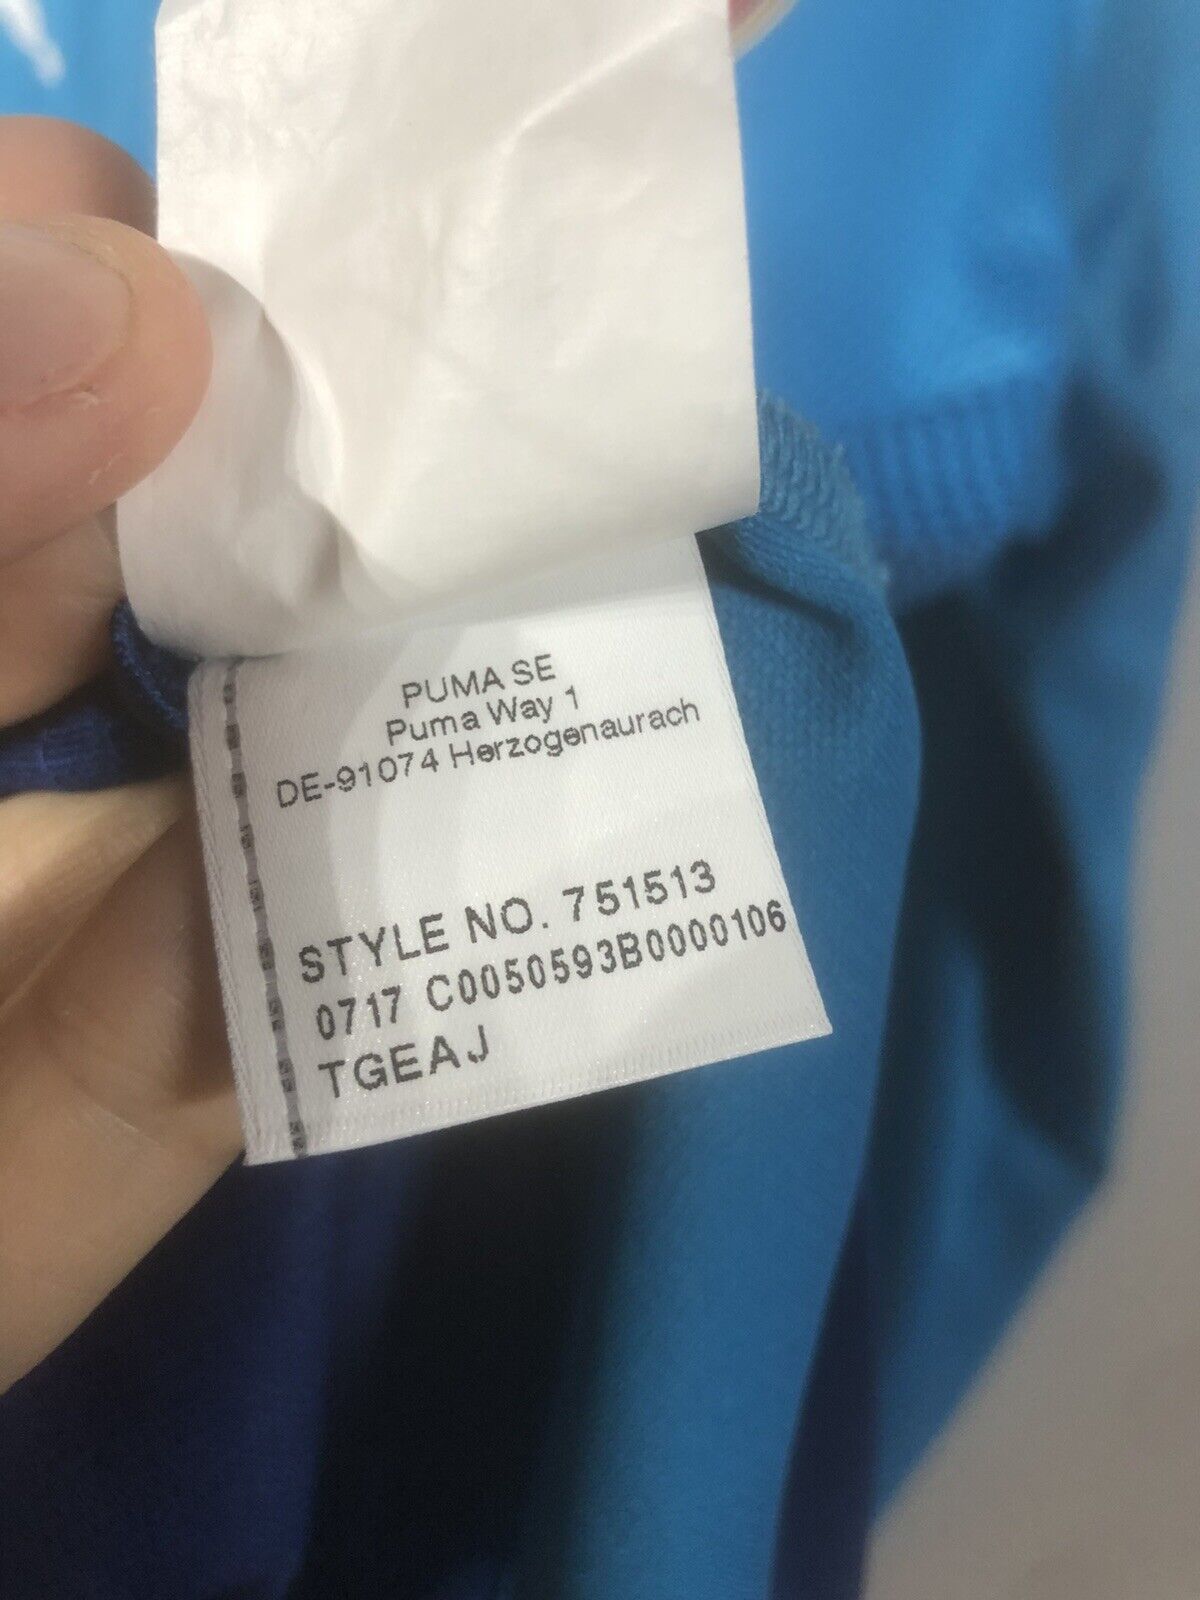 PUMA SE
Puma Way 1
DE-91074 Herzogenaurach
STYLE NO. 751513
0717 C0050593B0000106
TGEAJ